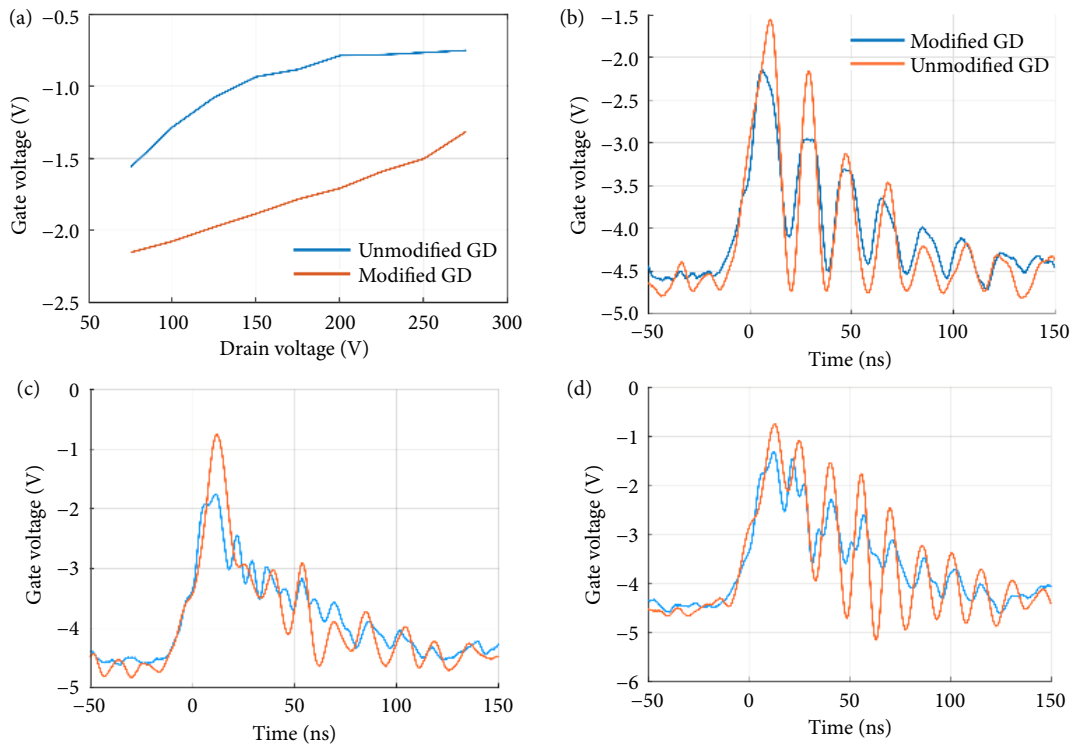 (a)
−0.5
−1.0
−1.5
−2.0
−2.5
Gate voltage (V)
Unmodified GD
Modified GD
50
100
150
200
250
300
Drain voltage (V)
(b)
−1.5
−2.0
−2.5
−3.0
−3.5
−4.0
−4.5
−5.0
Gate voltage (V)
Modified GD
Unmodified GD
−50
0
50
100
150
Time (ns)
(c)
0
−1
−2
−3
−4
−5
Gate voltage (V)
−50
0
50
100
150
Time (ns)
(d)
0
−1
−2
−3
−4
−5
−6
Gate voltage (V)
−50
0
50
100
150
Time (ns)